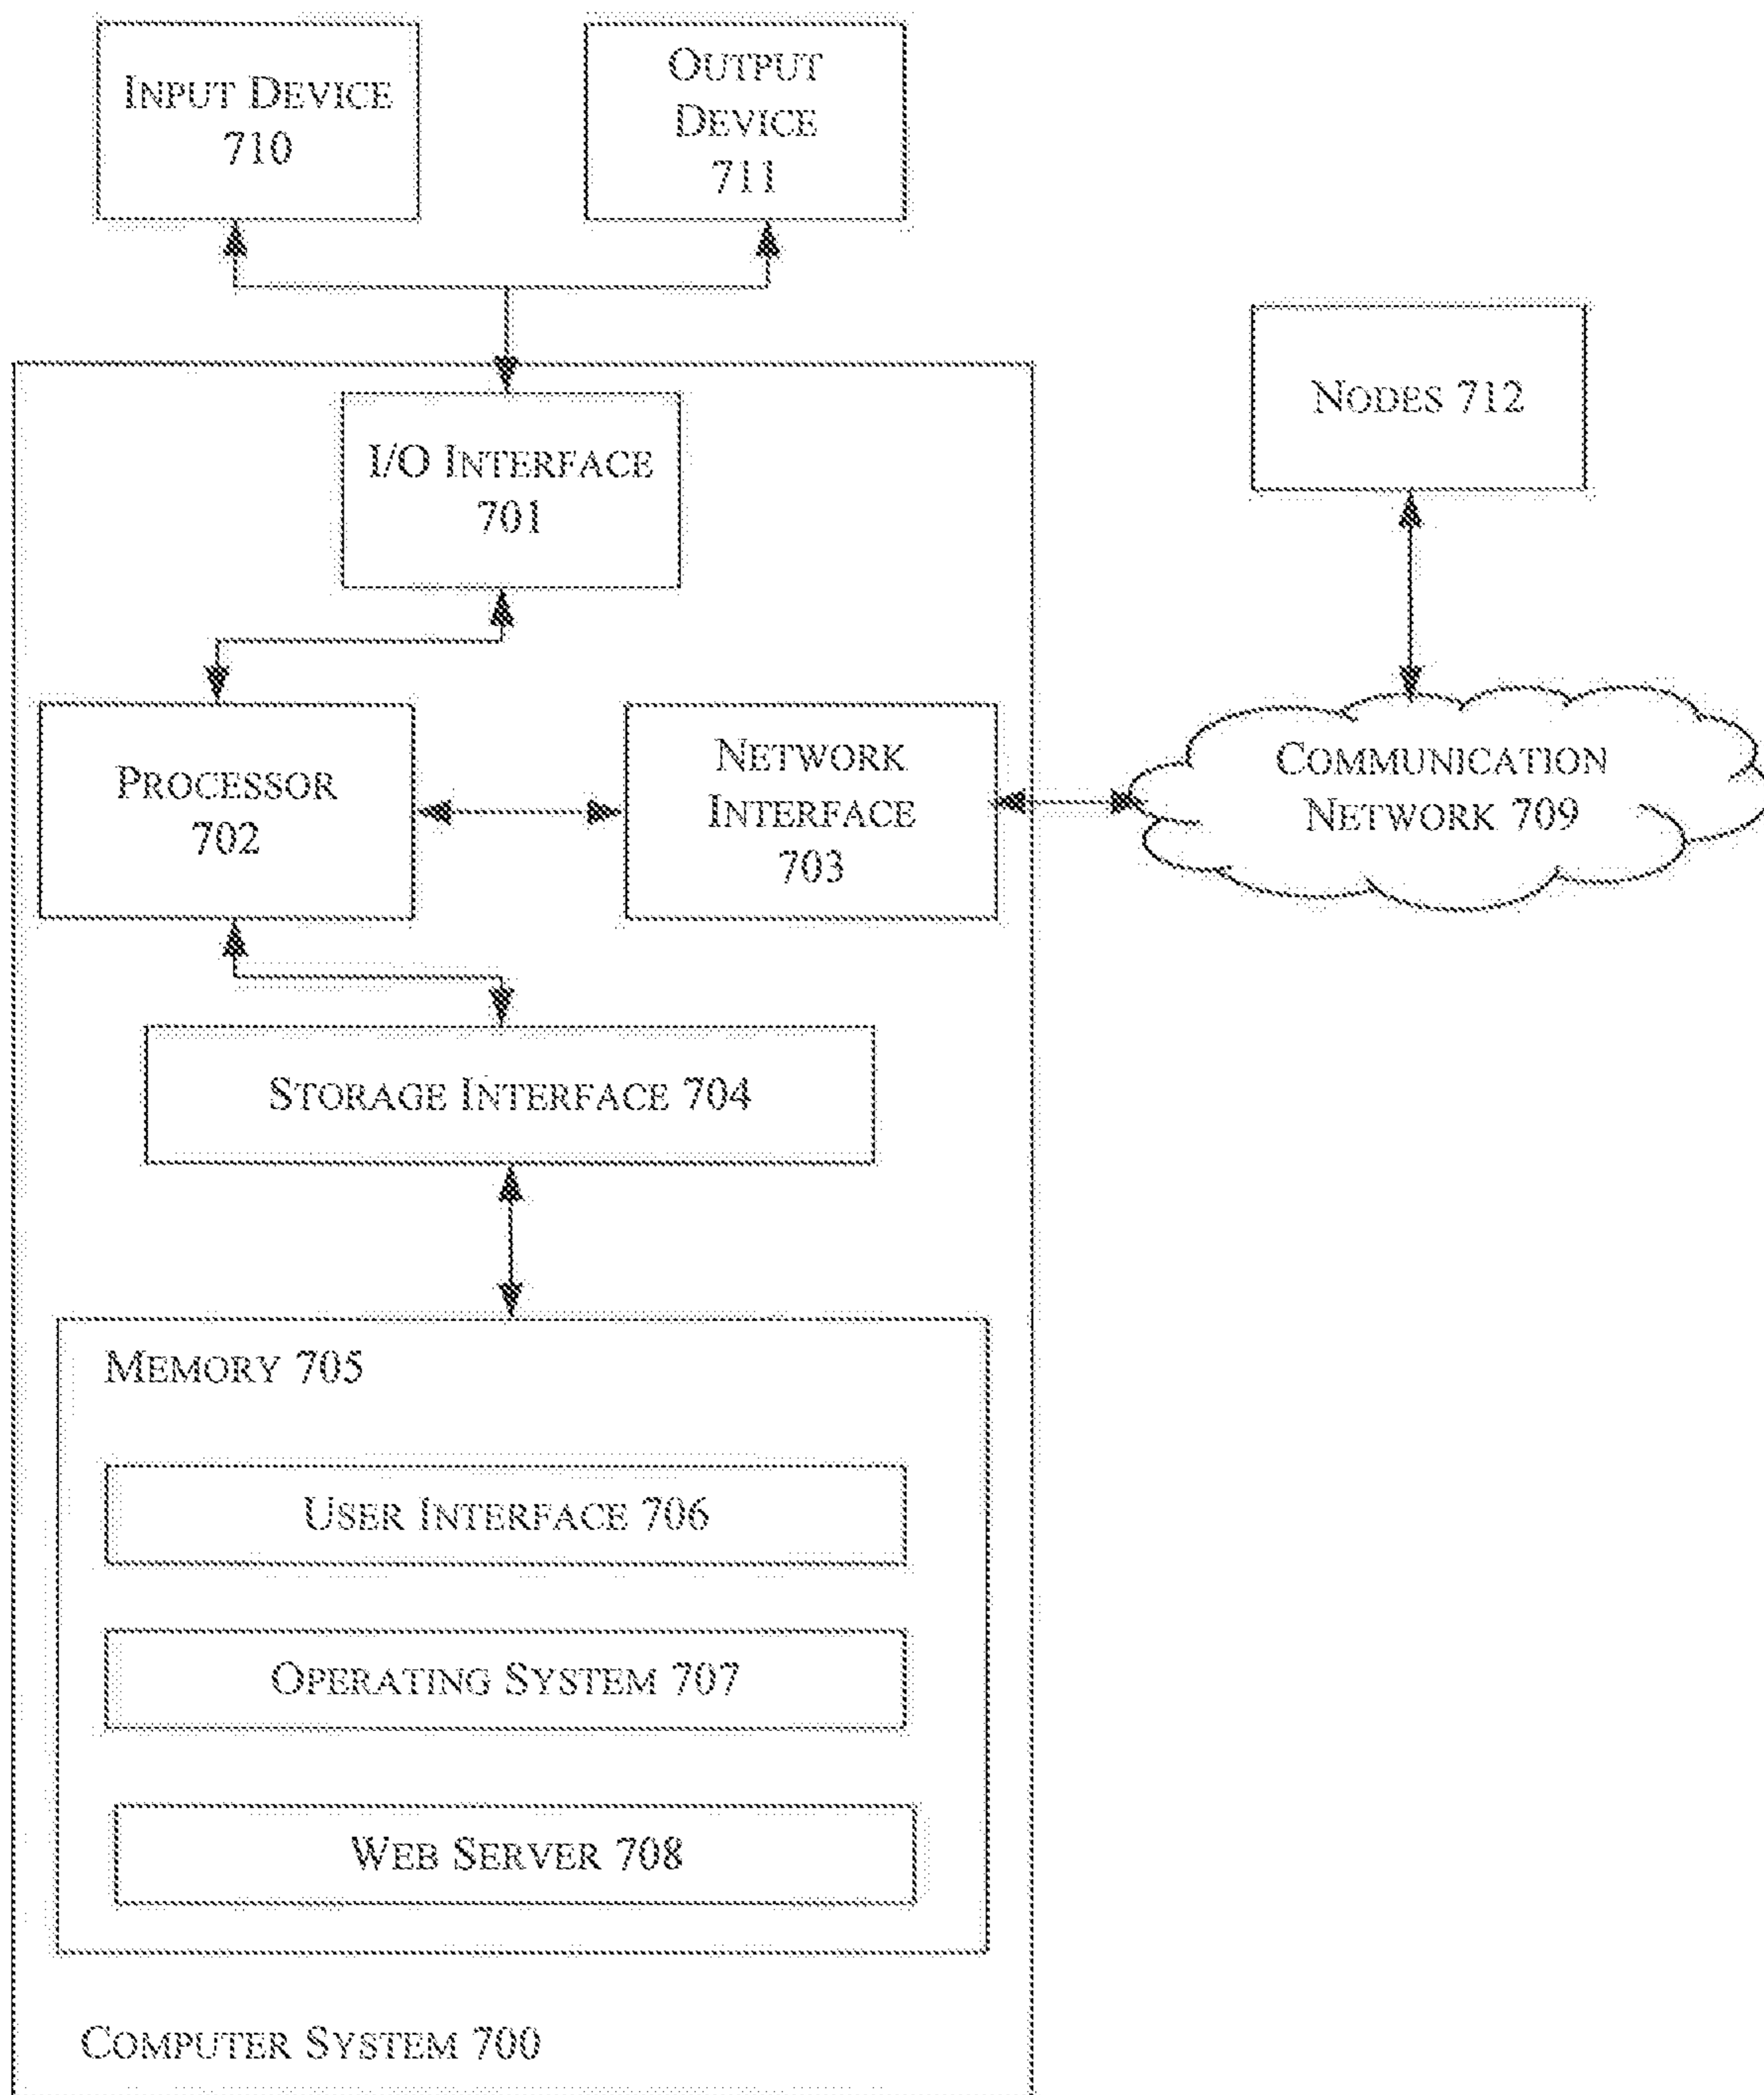 INPUT DEVICE
710
OUTPUT
DEVICE
711
NODES 712
I/O INTERFACE
701
PROCESSOR
702
NETWORK
INTERFACE
703
COMMUNICATION
NETWORK 709
STORAGE INTERFACE 704
MEMORY 705
USER INTERFACE 706
OPERATING SYSTEM 707
WEB SERVER 708
COMPUTER SYSTEM 700